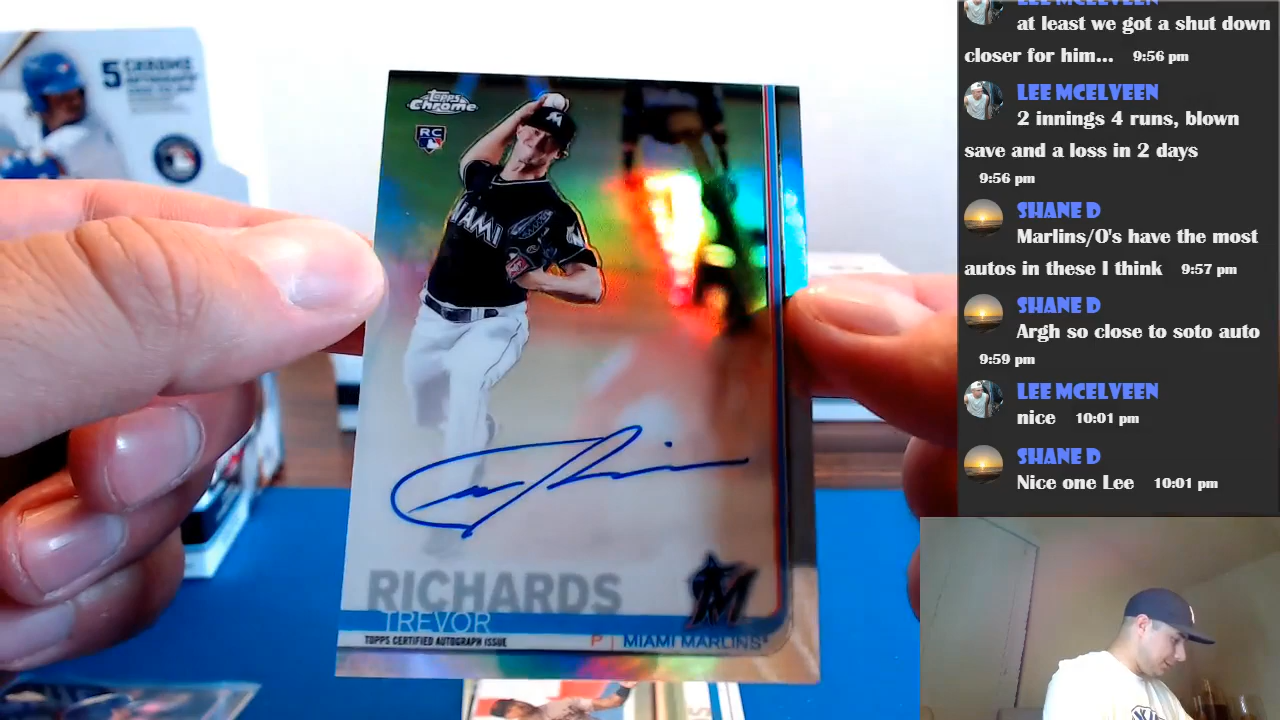 5 CHROME
AUTOGRAPH
Topps
Chrome
RC
M
MIAMI
RICHARDS
TREVOR
TOPPS CERTIFIED AUTOGRAPH ISSUE
P | MIAMI MARLINS
M
LEE MCELVEEN
at least we got a shut down
closer for him... 9:56 pm
LEE MCELVEEN
2 innings 4 runs, blown
save and a loss in 2 days
9:56 pm
SHANE D
Marlins/O's have the most
autos in these I think 9:57 pm
SHANE D
Argh so close to soto auto
9:59 pm
LEE MCELVEEN
nice 10:01 pm
SHANE D
Nice one Lee 10:01 pm